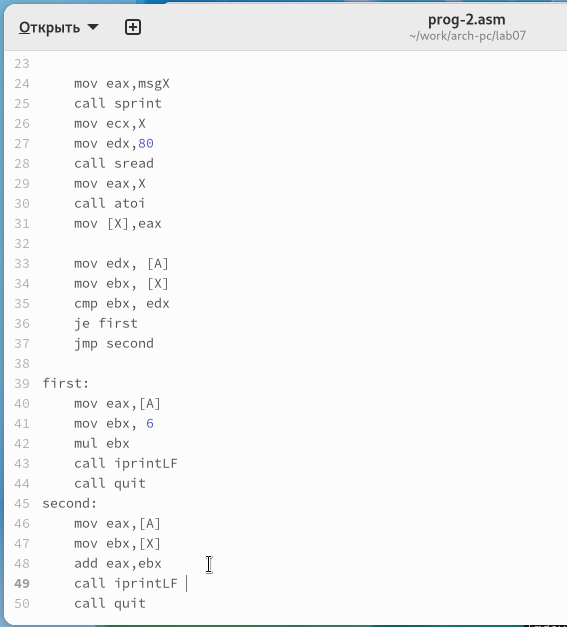 Открыть
prog-2.asm
~/work/arch-pc/lab07
23
24 mov eax,msgX
25 call sprint
26 mov ecx,X
27 mov edx,80
28 call sread
29 mov eax,X
30 call atoi
31 mov [X],eax
32
33 mov edx, [A]
34 mov ebx, [X]
35 cmp ebx, edx
36 je first
37 jmp second
38
39 first:
40 mov eax,[A]
41 mov ebx, 6
42 mul ebx
43 call iprintLF
44 call quit
45 second:
46 mov eax,[A]
47 mov ebx,[X]
48 add eax,ebx
49 call iprintLF
50 call quit